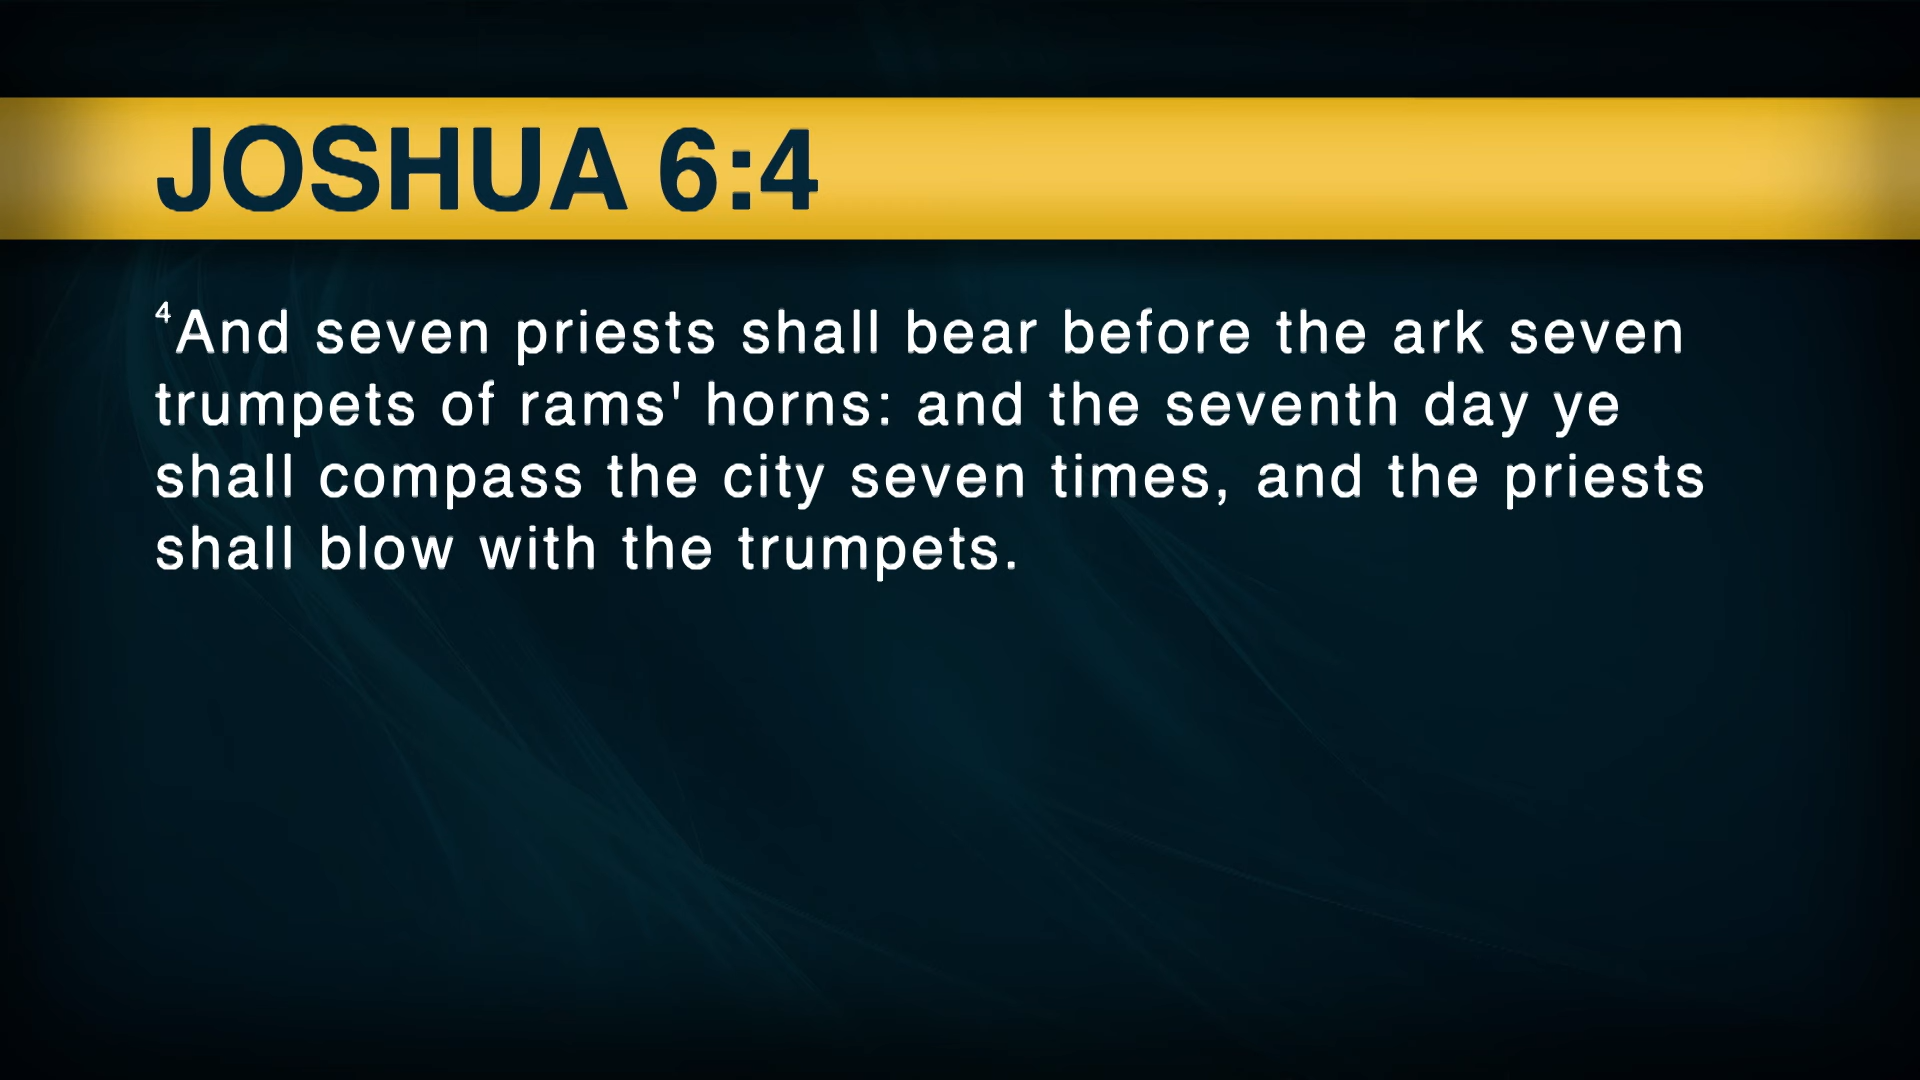 JOSHUA 6:4
4And seven priests shall bear before the ark seven
trumpets of rams' horns: and the seventh day ye
shall compass the city seven times, and the priests
shall blow with the trumpets.